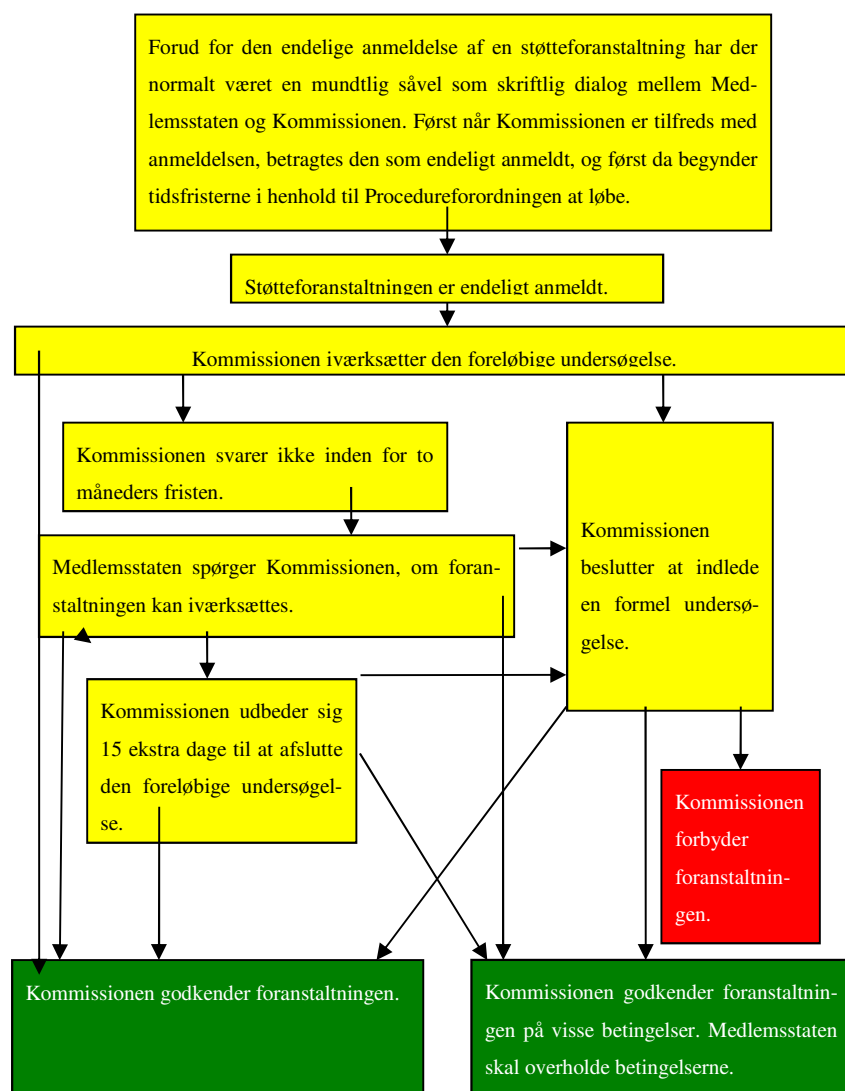 Forud for den endelige anmeldelse af en støtteforanstaltning har der
normalt været en mundtlig såvel som skriftlig dialog mellem Med-
lemsstaten og Kommissionen. Først når Kommissionen er tilfreds med
anmeldelsen, betragtes den som endeligt anmeldt, og først da begynder
tidsfristerne i henhold til Procedureforordningen at løbe.
Støtteforanstaltningen er endeligt anmeldt.
Kommissionen iværksætter den foreløbige undersøgelse.
Kommissionen svarer ikke inden for to
måneders fristen.
Medlemsstaten spørger Kommissionen, om foran-
staltningen kan iværksættes.
Kommissionen
beslutter at indlede
en formel undersø-
gelse.
Kommissionen udbeder sig
15 ekstra dage til at afslutte
den foreløbige undersøgel-
se.
Kommissionen
forbyder
foranstaltnin-
gen.
Kommissionen godkender foranstaltningen.
Kommissionen godkender foranstaltnin-
gen på visse betingelser. Medlemsstaten
skal overholde betingelserne.